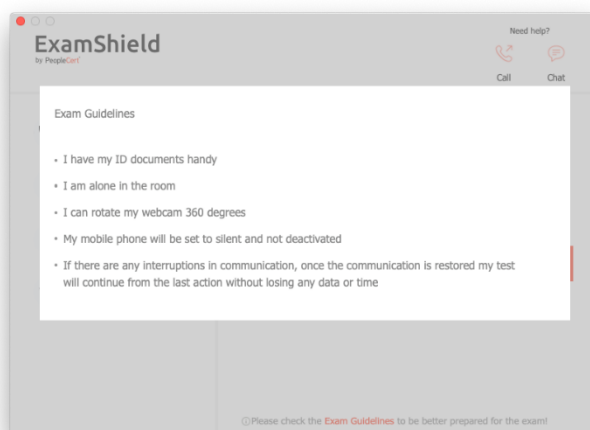 Need help?
ExamShield
by PeopleCert
Call
Chat
Exam Guidelines
• I have my ID documents handy
• I am alone in the room
• I can rotate my webcam 360 degrees
• My mobile phone will be set to silent and not deactivated
• If there are any interruptions in communication, once the communication is restored my test
will continue from the last action without losing any data or time
ⓘPlease check the Exam Guidelines to be better prepared for the exam!